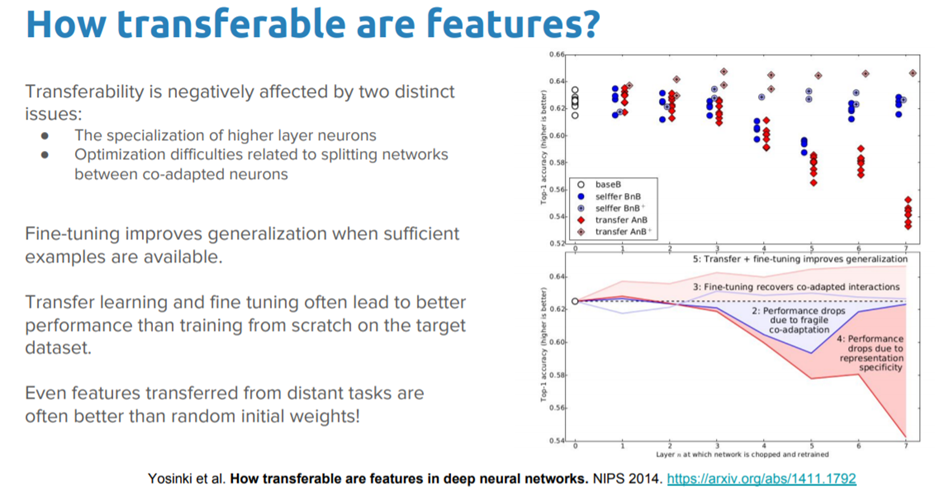 How transferable are features?
Transferability is negatively affected by two distinct
issues:
● The specialization of higher layer neurons
● Optimization difficulties related to splitting networks
between co-adapted neurons
Fine-tuning improves generalization when sufficient
examples are available.
Transfer learning and fine tuning often lead to better
performance than training from scratch on the target
dataset.
Even features transferred from distant tasks are
often better than random initial weights!
0.66
0.64
0.62
0.60
0.58
0.56
0.54
0.52
Top-1 accuracy (higher is better)
baseB
selffer BnB
selffer BnB⁺
transfer AnB
transfer AnB⁺
0 1 2 3 4 5 6 7
5: Transfer + fine-tuning improves generalization
3: Fine-tuning recovers co-adapted interactions
2: Performance drops
due to fragile
co-adaptation
4: Performance
drops due to
representation
specificity
0.64
0.62
0.60
0.58
0.56
0.54
Top-1 accuracy (higher is better)
0 1 2 3 4 5 6 7
Layer n at which network is chopped and retrained
Yosinki et al. How transferable are features in deep neural networks. NIPS 2014. https://arxiv.org/abs/1411.1792